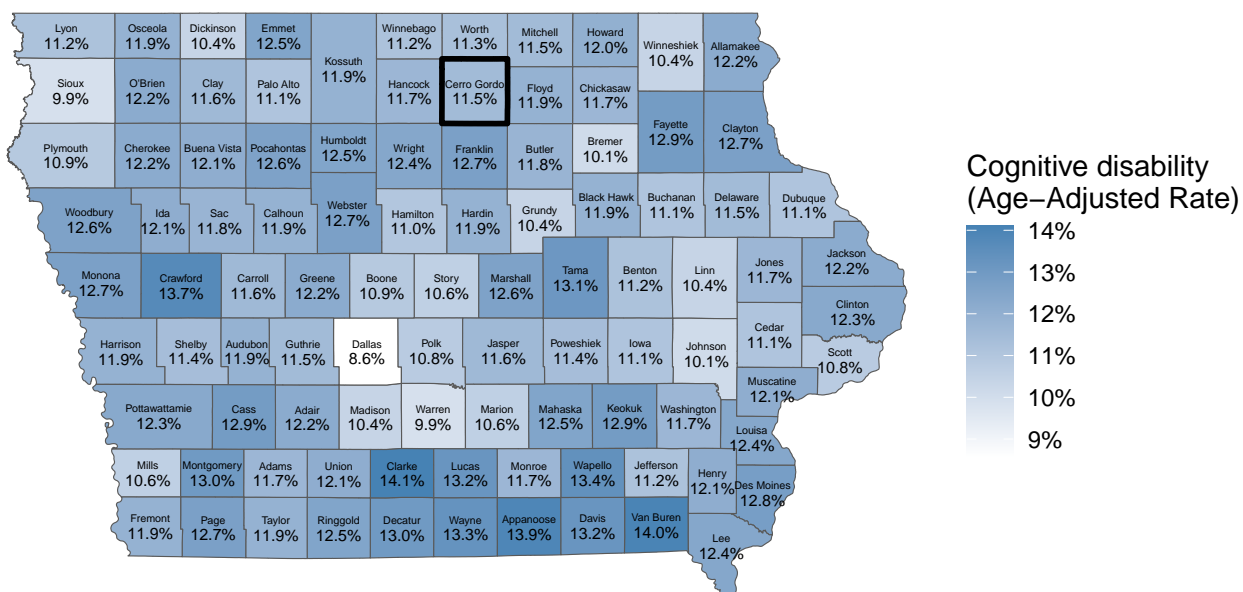 Lyon
11.2%
Osceola
11.9%
Dickinson
10.4%
Emmet
12.5%
Kossuth
11.9%
Winnebago
11.2%
Worth
11.3%
Mitchell
11.5%
Howard
12.0%
Winneshiek
10.4%
Allamakee
12.2%
Sioux
9.9%
O'Brien
12.2%
Clay
11.6%
Palo Alto
11.1%
Hancock
11.7%
Cerro Gordo
11.5%
Floyd
11.9%
Chickasaw
11.7%
Fayette
12.9%
Clayton
12.7%
Plymouth
10.9%
Cherokee
12.2%
Buena Vista
12.1%
Pocahontas
12.6%
Humboldt
12.5%
Wright
12.4%
Franklin
12.7%
Butler
11.8%
Bremer
10.1%
Woodbury
12.6%
Ida
12.1%
Sac
11.8%
Calhoun
11.9%
Webster
12.7%
Hamilton
11.0%
Hardin
11.9%
Grundy
10.4%
Black Hawk
11.9%
Buchanan
11.1%
Delaware
11.5%
Dubuque
11.1%
Monona
12.7%
Crawford
13.7%
Carroll
11.6%
Greene
12.2%
Boone
10.9%
Story
10.6%
Marshall
12.6%
Tama
13.1%
Benton
11.2%
Linn
10.4%
Jones
11.7%
Jackson
12.2%
Clinton
12.3%
Harrison
11.9%
Shelby
11.4%
Audubon
11.9%
Guthrie
11.5%
Dallas
8.6%
Polk
10.8%
Jasper
11.6%
Poweshiek
11.4%
Iowa
11.1%
Johnson
10.1%
Cedar
11.1%
Scott
10.8%
Muscatine
12.1%
Pottawattamie
12.3%
Cass
12.9%
Adair
12.2%
Madison
10.4%
Warren
9.9%
Marion
10.6%
Mahaska
12.5%
Keokuk
12.9%
Washington
11.7%
Louisa
12.4%
Mills
10.6%
Montgomery
13.0%
Adams
11.7%
Union
12.1%
Clarke
14.1%
Lucas
13.2%
Monroe
11.7%
Wapello
13.4%
Jefferson
11.2%
Henry
12.1%
Des Moines
12.8%
Fremont
11.9%
Page
12.7%
Taylor
11.9%
Ringgold
12.5%
Decatur
13.0%
Wayne
13.3%
Appanoose
13.9%
Davis
13.2%
Van Buren
14.0%
Lee
12.4%
Cognitive disability
(Age−Adjusted Rate)
14%
13%
12%
11%
10%
9%